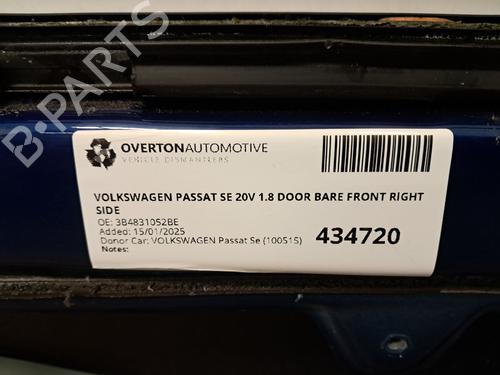 B-PARTS
OVERTONAUTOMOTIVE
VEHICLE DISMANTLERS
VOLKSWAGEN PASSAT SE 20V 1.8 DOOR BARE FRONT RIGHT
SIDE
OE: 3B4831052BE
Added: 15/01/2025
Donor Car: VOLKSWAGEN Passat Se (10051S)
Notes:
434720